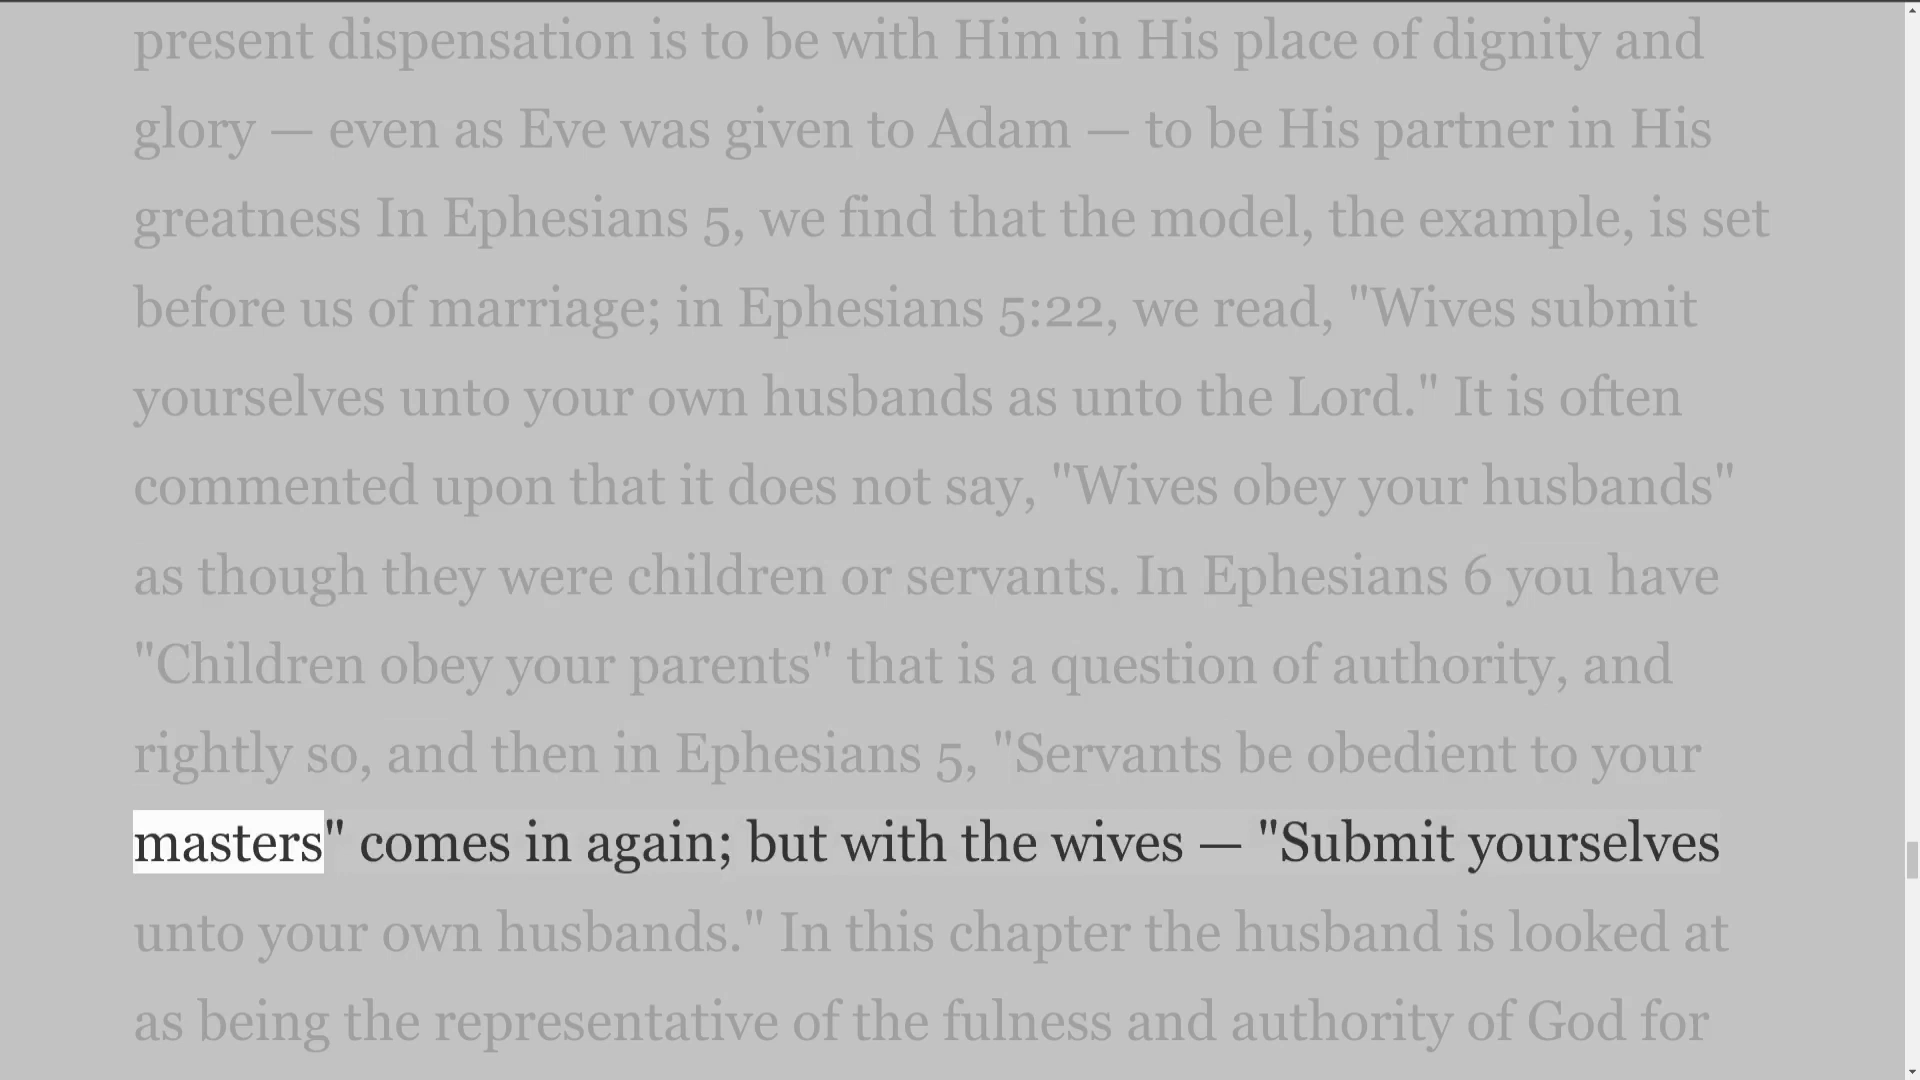 present dispensation is to be with Him in His place of dignity and
glory — even as Eve was given to Adam — to be His partner in His
greatness In Ephesians 5, we find that the model, the example, is set
before us of marriage; in Ephesians 5:22, we read, "Wives submit
yourselves unto your own husbands as unto the Lord." It is often
commented upon that it does not say, "Wives obey your husbands"
as though they were children or servants. In Ephesians 6 you have
"Children obey your parents" that is a question of authority, and
rightly so, and then in Ephesians 5, "Servants be obedient to your
masters" comes in again; but with the wives — "Submit yourselves
unto your own husbands." In this chapter the husband is looked at
as being the representative of the fulness and authority of God for